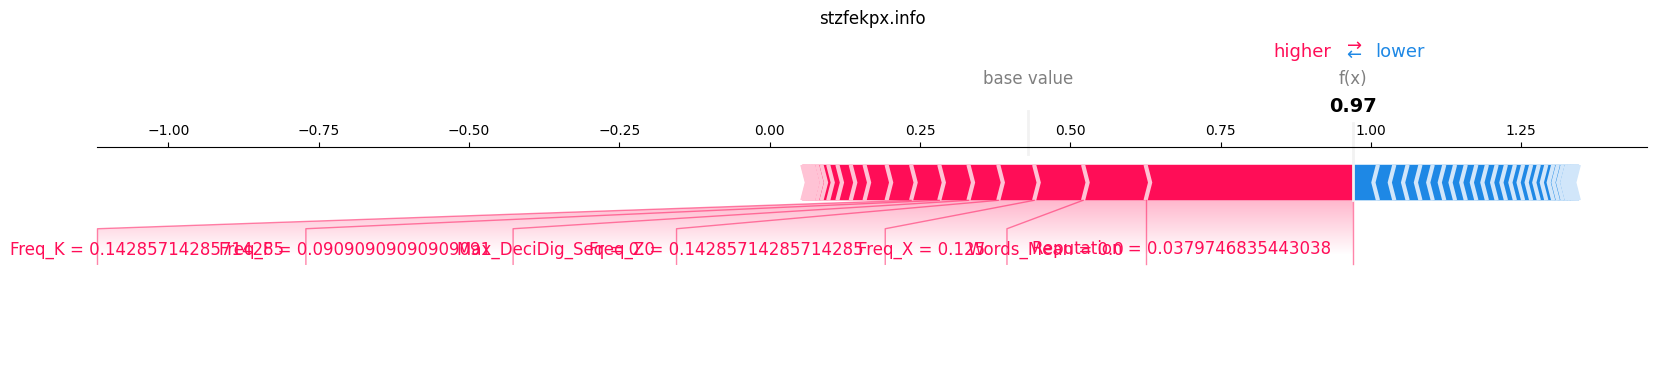 stzfekpx.info
higher → ← lower
base value f(x)
0.97
−1.00 −0.75 −0.50 −0.25 0.00 0.25 0.50 0.75 1.00 1.25
Freq_K = 0.14285714285714285 Freq_F = 0.09090909090909091 Max_DeciDig_Seq = 0.0 Freq_Z = 0.14285714285714285 Freq_X = 0.125 Words_Mean = 0.0 Reputation = 0.0379746835443038